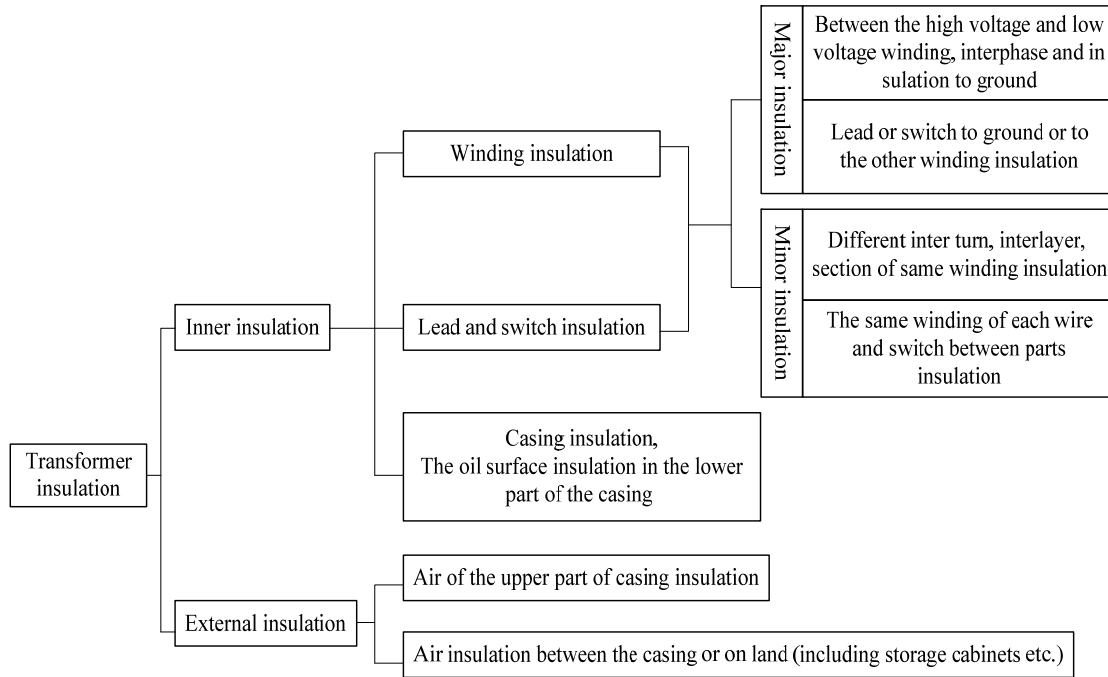 Transformer
insulation
Inner insulation
External insulation
Winding insulation
Lead and switch insulation
Casing insulation,
The oil surface insulation in the lower
part of the casing
Air of the upper part of casing insulation
Air insulation between the casing or on land (including storage cabinets etc.)
Major insulation
Between the high voltage and low
voltage winding, interphase and in
sulation to ground
Lead or switch to ground or to
the other winding insulation
Minor insulation
Different inter turn, interlayer,
section of same winding insulation
The same winding of each wire
and switch between parts
insulation